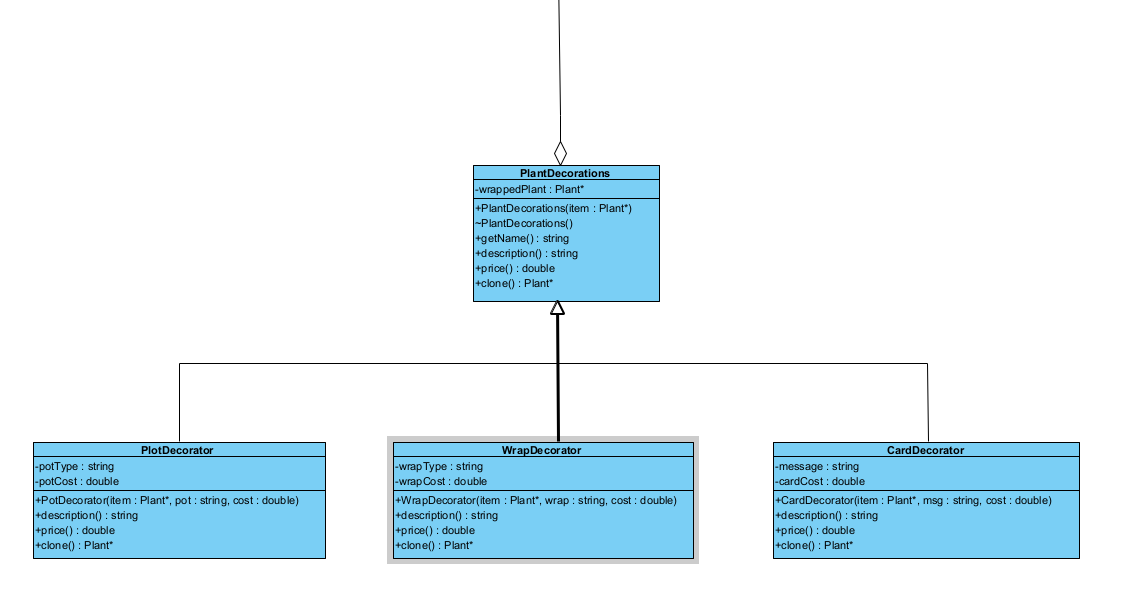 PlantDecorations
-wrappedPlant : Plant*
+PlantDecorations(item : Plant*)
~PlantDecorations()
+getName() : string
+description() : string
+price() : double
+clone() : Plant*
PlotDecorator
-potType : string
-potCost : double
+PotDecorator(item : Plant*, pot : string, cost : double)
+description() : string
+price() : double
+clone() : Plant*
WrapDecorator
-wrapType : string
-wrapCost : double
+WrapDecorator(item : Plant*, wrap : string, cost : double)
+description() : string
+price() : double
+clone() : Plant*
CardDecorator
-message : string
-cardCost : double
+CardDecorator(item : Plant*, msg : string, cost : double)
+description() : string
+price() : double
+clone() : Plant*